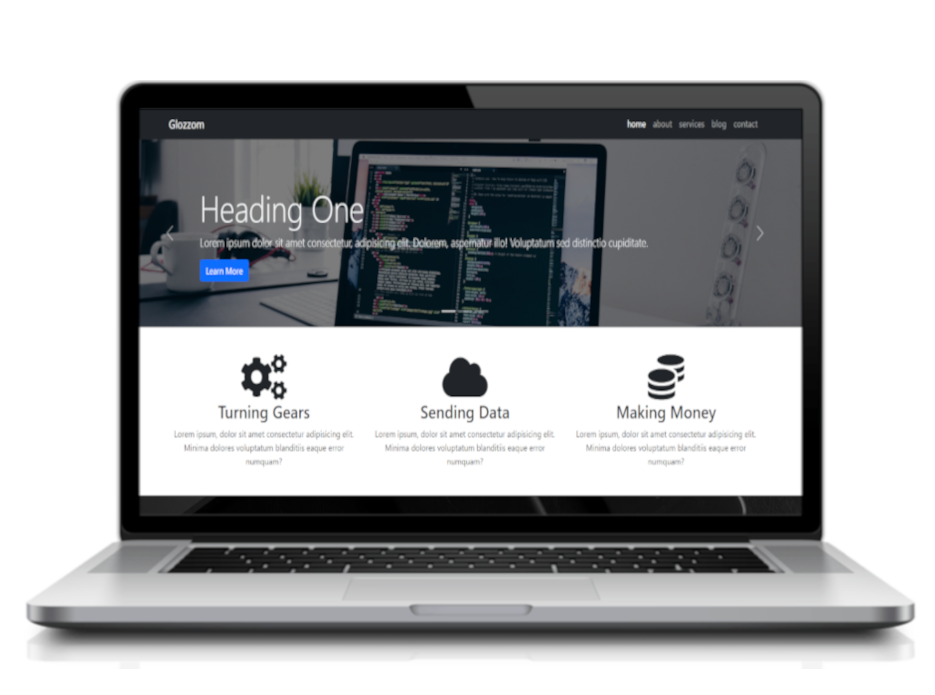 Glozzom
home about services blog contact
Heading One
Lorem ipsum dolor sit amet consectetur, adipisicing elit. Dolorem, aspernatur illo! Voluptatum sed distinctio cupiditate.
Learn More
Turning Gears
Lorem ipsum, dolor sit amet consectetur adipisicing elit.
Minima dolores voluptatum blanditiis eaque error
numquam?
Sending Data
Lorem ipsum, dolor sit amet consectetur adipisicing elit.
Minima dolores voluptatum blanditiis eaque error
numquam?
Making Money
Lorem ipsum, dolor sit amet consectetur adipisicing elit.
Minima dolores voluptatum blanditiis eaque error
numquam?